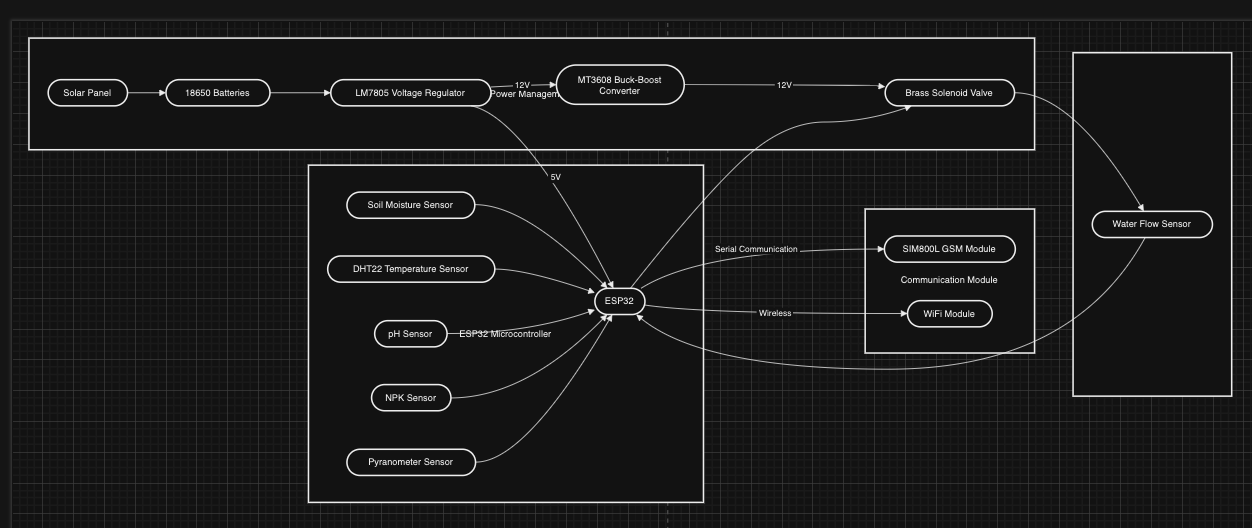 Solar Panel
18650 Batteries
LM7805 Voltage Regulator
12V
Power Managem
MT3608 Buck-Boost
Converter
12V
Brass Solenoid Valve
5V
Soil Moisture Sensor
DHT22 Temperature Sensor
pH Sensor
ESP32 Microcontroller
NPK Sensor
Pyranometer Sensor
ESP32
Serial Communication
Wireless
SIM800L GSM Module
Communication Module
WiFi Module
Water Flow Sensor